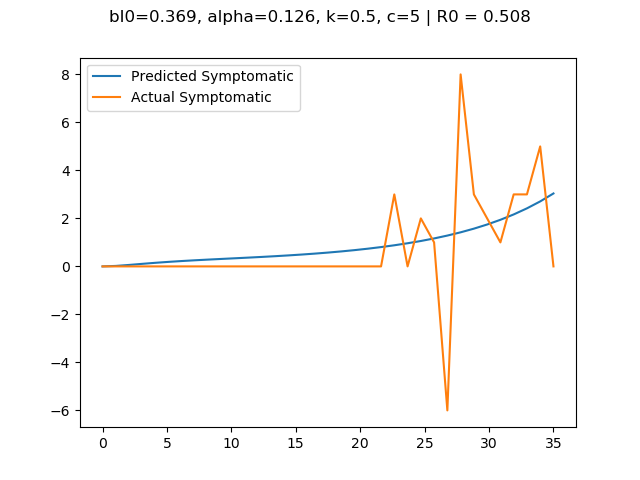 bI0=0.369, alpha=0.126, k=0.5, c=5 | R0 = 0.508
Predicted Symptomatic
Actual Symptomatic
8
6
4
2
0
−2
−4
−6
0 5 10 15 20 25 30 35